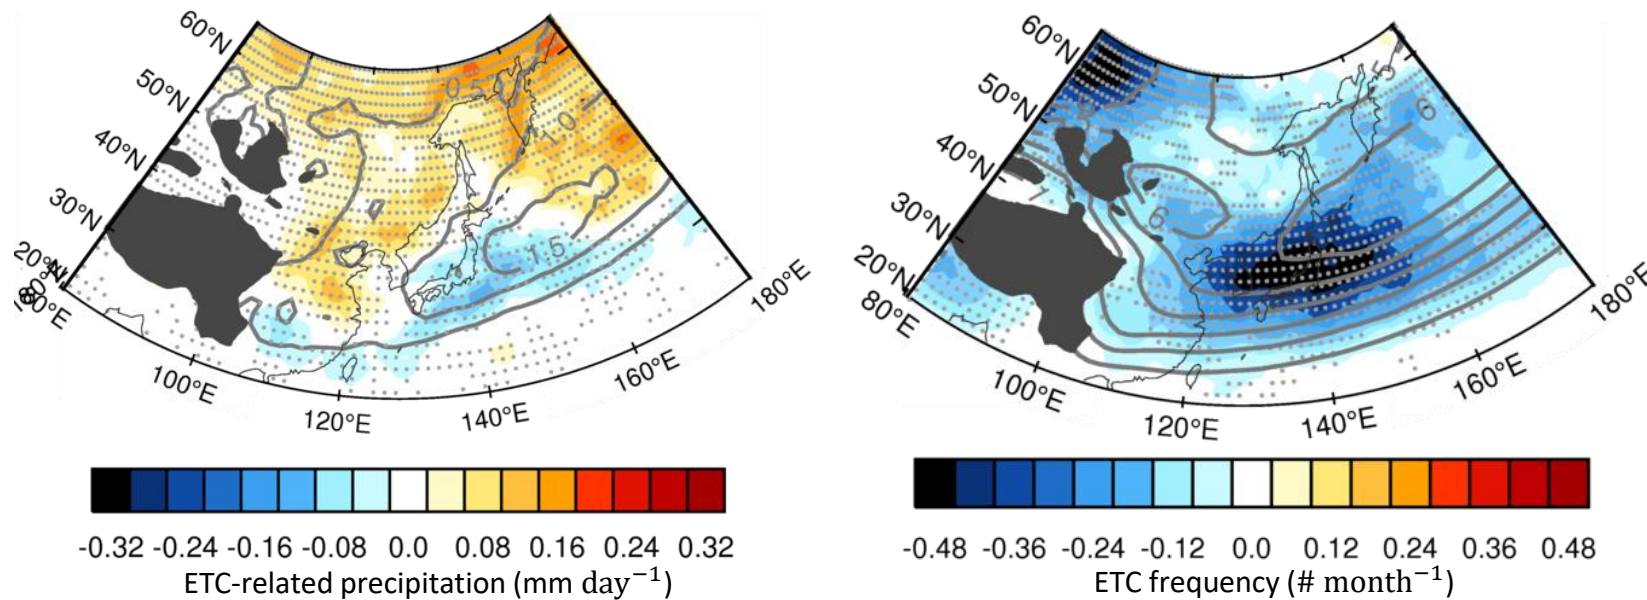 60°N
50°N
40°N
30°N
20°N
80°E
100°E
120°E
140°E
160°E
180°E
0.5
1.0
1.5
-0.32 -0.24 -0.16 -0.08 0.0 0.08 0.16 0.24 0.32
ETC-related precipitation (mm day⁻¹)
60°N
50°N
40°N
30°N
20°N
80°E
100°E
120°E
140°E
160°E
180°E
6
6
-0.48 -0.36 -0.24 -0.12 0.0 0.12 0.24 0.36 0.48
ETC frequency (# month⁻¹)